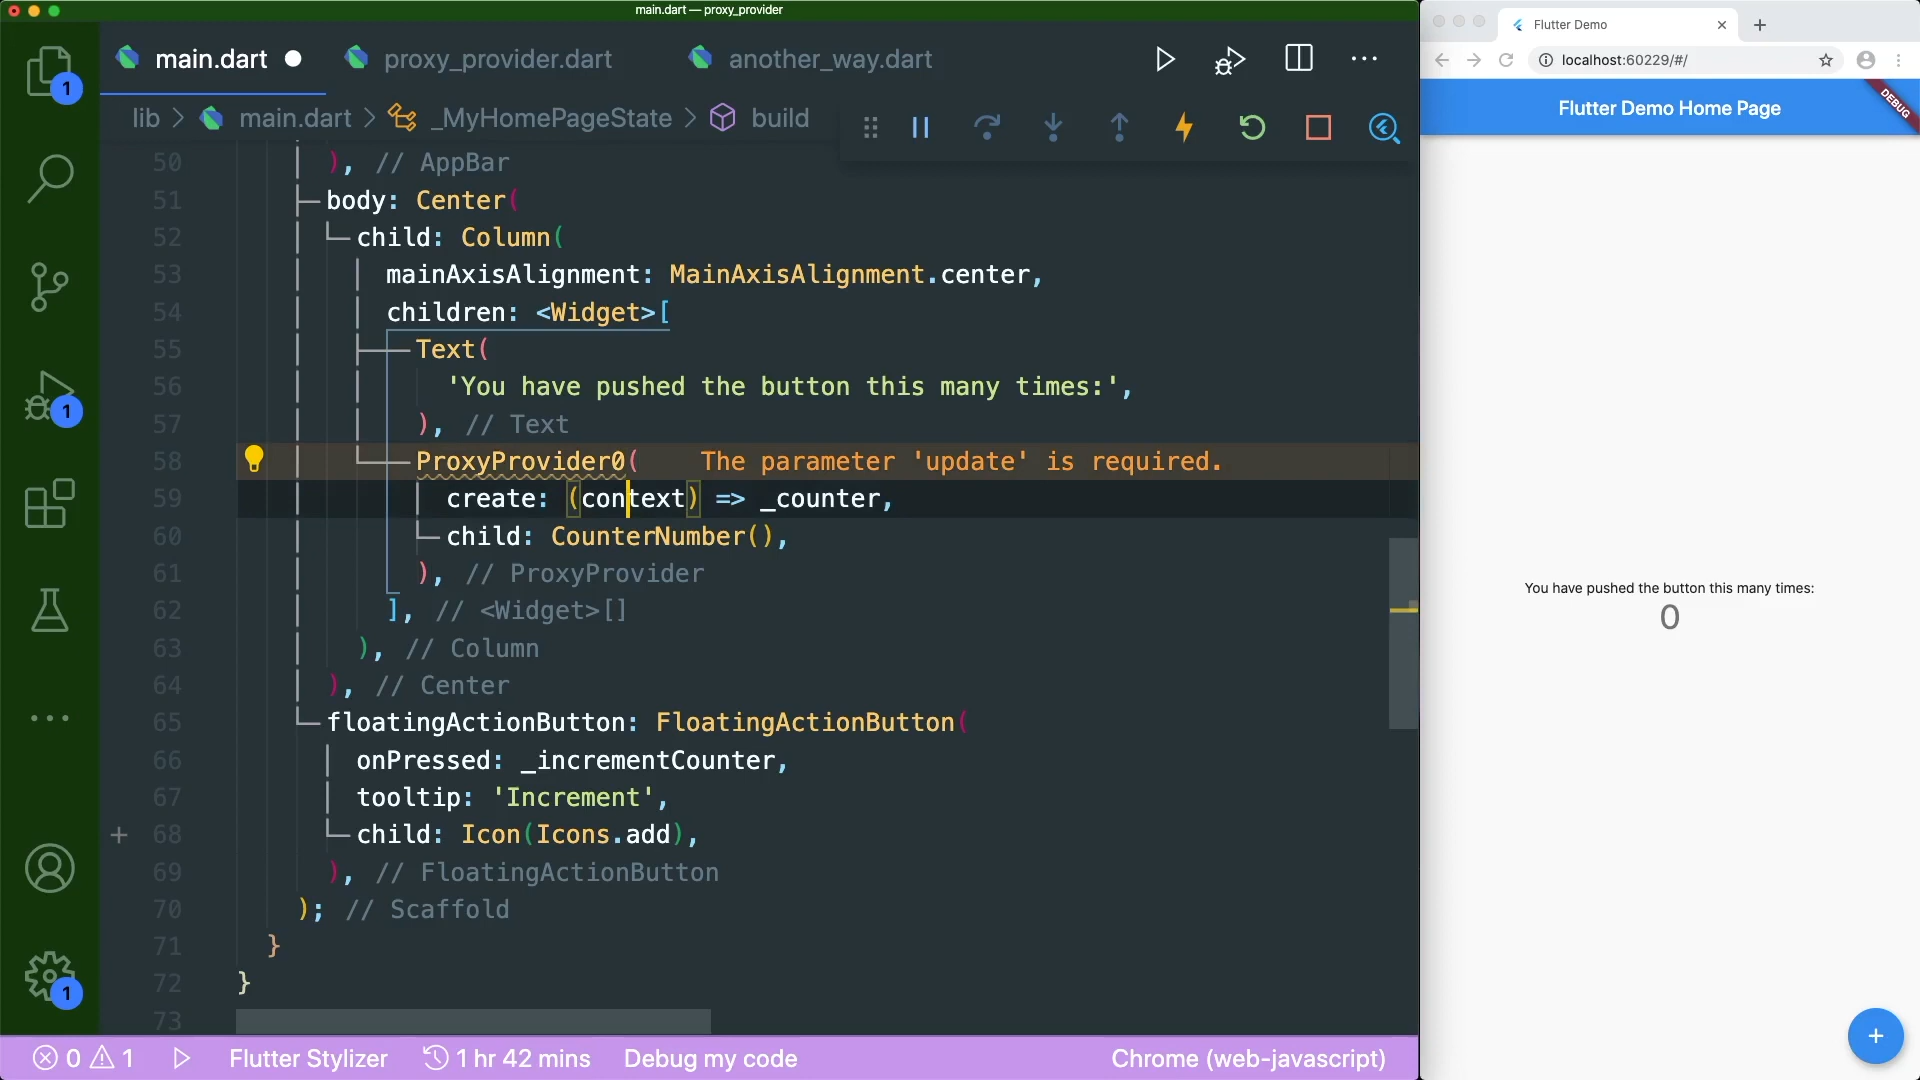 main.dart — proxy_provider
main.dart
proxy_provider.dart
another_way.dart
lib > main.dart > _MyHomePageState > build
50 ), // AppBar
51 body: Center(
52 child: Column(
53 mainAxisAlignment: MainAxisAlignment.center,
54 children: <Widget>[
55 Text(
56 'You have pushed the button this many times:',
57 ), // Text
58 ProxyProvider0( The parameter 'update' is required.
59 create: (context) => _counter,
60 child: CounterNumber(),
61 ), // ProxyProvider
62 ], // <Widget>[]
63 ), // Column
64 ), // Center
65 floatingActionButton: FloatingActionButton(
66 onPressed: _incrementCounter,
67 tooltip: 'Increment',
68 child: Icon(Icons.add),
69 ), // FloatingActionButton
70 ); // Scaffold
71 }
72 }
73
1
1
1
0 1 Flutter Stylizer 1 hr 42 mins Debug my code Chrome (web-javascript)
Flutter Demo
localhost:60229/#/
Flutter Demo Home Page
DEBUG
You have pushed the button this many times:
0